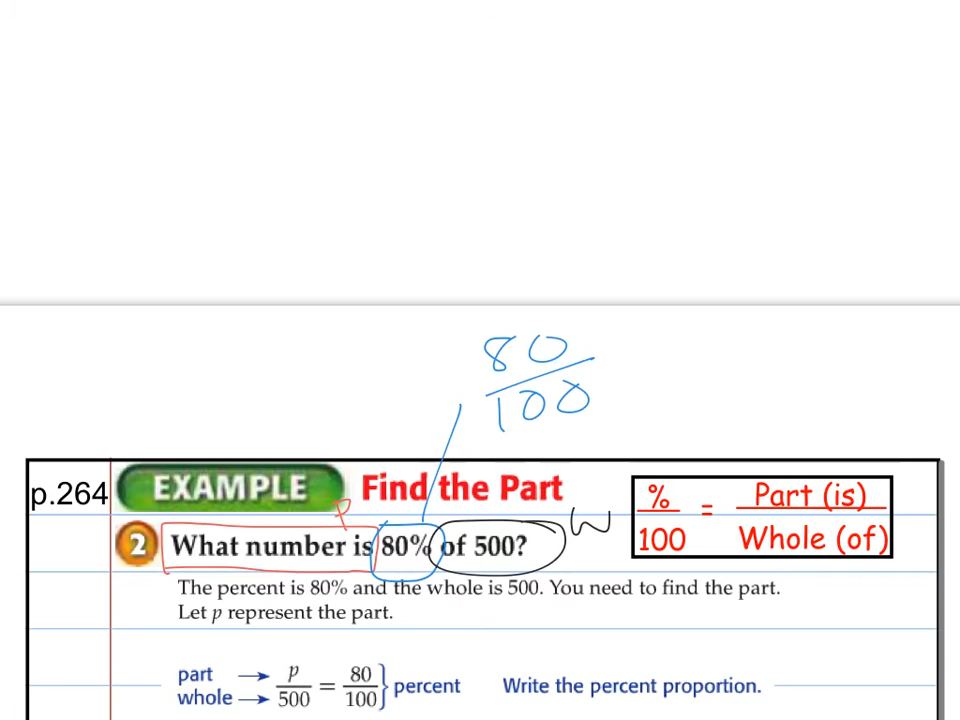 80
100
p.264 EXAMPLE Find the Part
% = Part (is)
100 Whole (of)
P
2 What number is 80% of 500? W
The percent is 80% and the whole is 500. You need to find the part.
Let p represent the part.
part → p = 80 } percent Write the percent proportion.
whole → 500 100